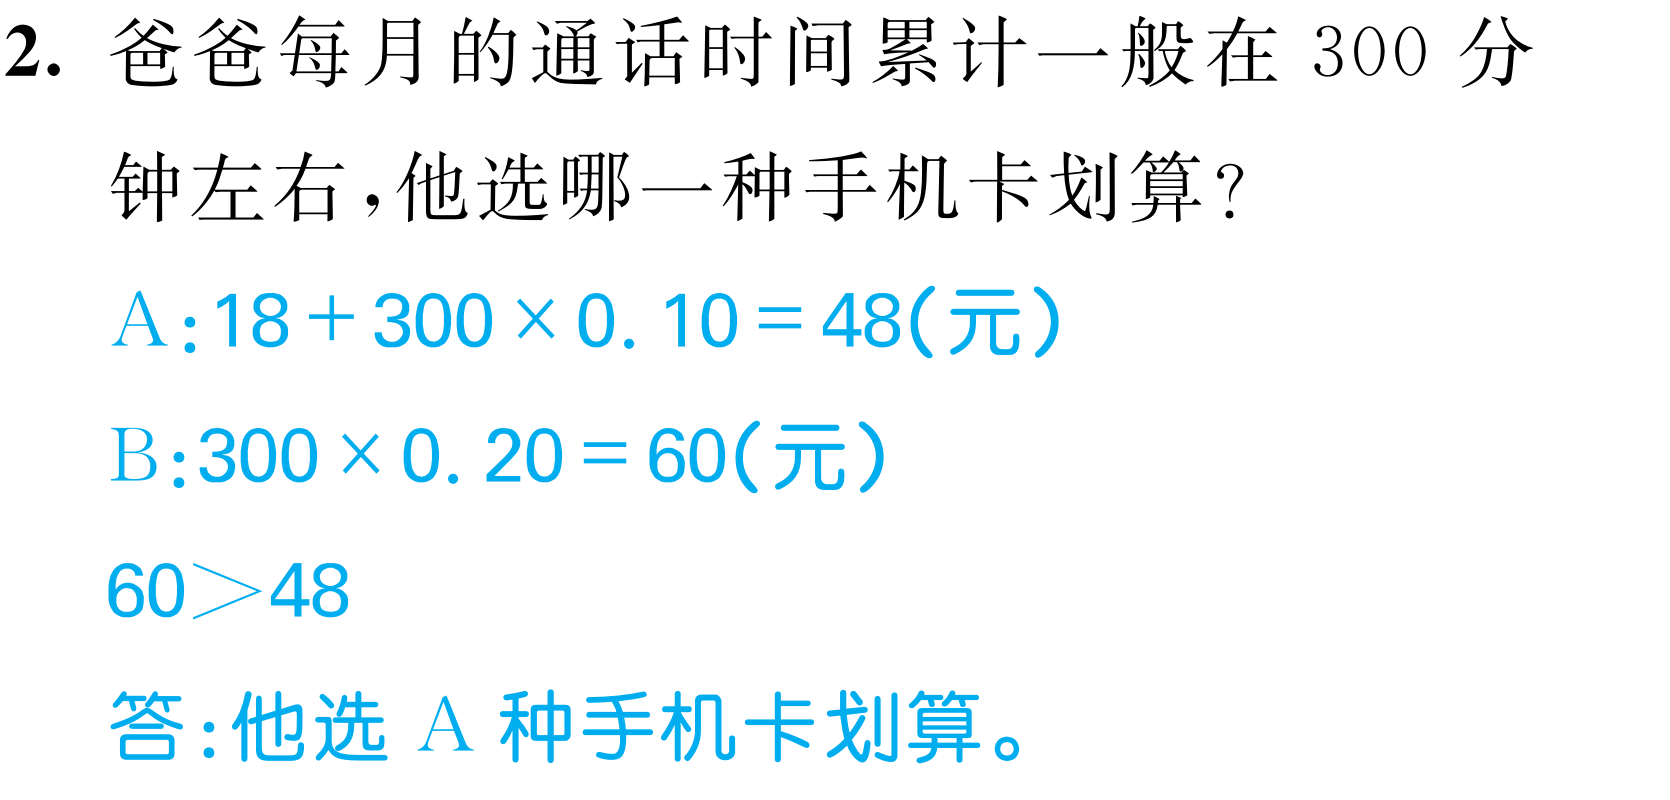 2. 爸爸每月的通话时间累计一般在 300 分
钟左右,他选哪一种手机卡划算?
A:18+300×0.10=48(元)
B:300×0.20=60(元)
60>48
答:他选 A 种手机卡划算。